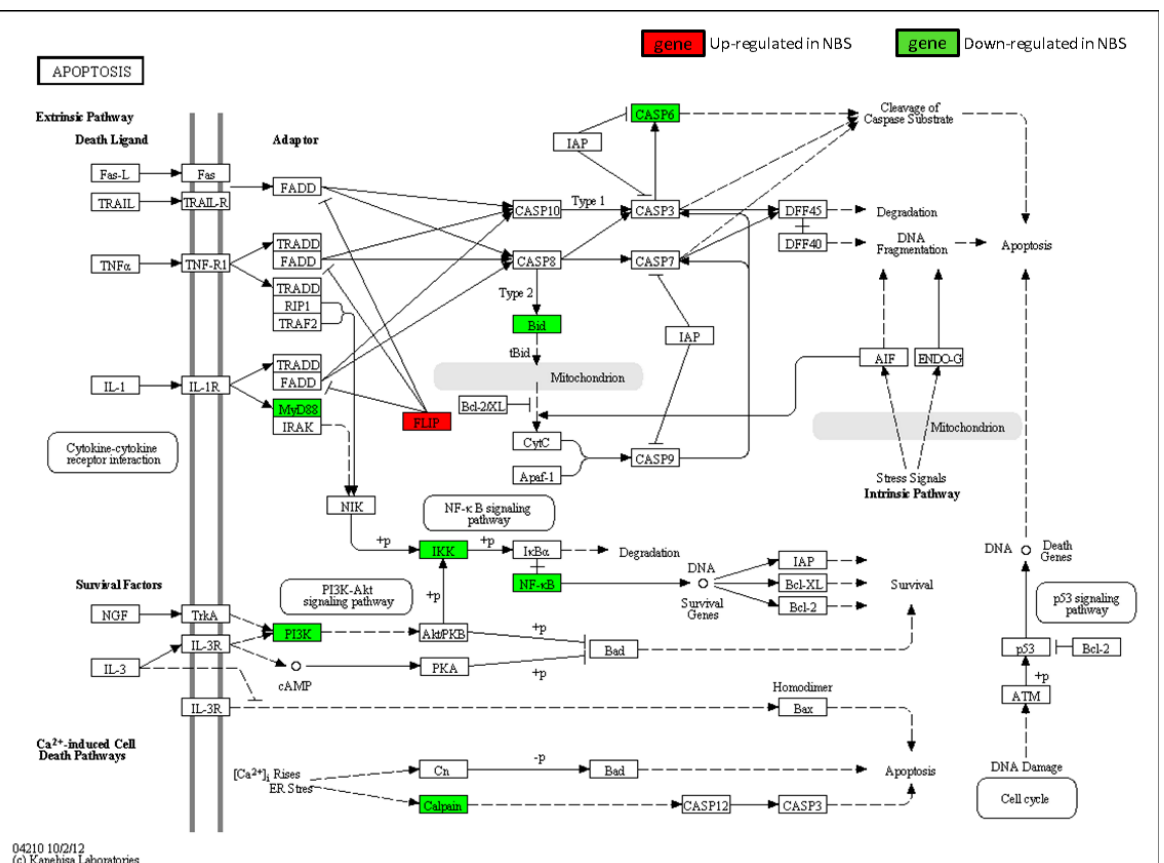 gene Up-regulated in NBS
gene Down-regulated in NBS
APOPTOSIS
Extrinsic Pathway
Death Ligand
Adaptor
CASP6
Cleavage of
Caspase Substrate
IAP
Fas-L
Fas
FADD
TRAIL
TRAIL-R
CASP10
Type 1
CASP3
DFF45
Degradation
DFF40
DNA
Fragmentation
Apoptosis
TNFα
TNF-R1
TRADD
FADD
CASP8
CASP7
TRADD
RIP1
TRAF2
Type 2
Bid
IAP
tBid
Mitochondrion
AIF
ENDO-G
IL-1
IL-1R
TRADD
FADD
MyD88
IRAK
FLIP
Bcl-2/XL
CytC
CASP9
Apaf-1
Mitochondrion
Stress Signals
Intrinsic Pathway
Cytokine-cytokine
receptor interaction
NIK
NF-κB signaling
pathway
+p
IKK
+p
IκBα
Degradation
NF-κB
DNA
Survival
Genes
IAP
Bcl-XL
Bcl-2
Survival
DNA
Death
Genes
Survival Factors
PI3K-Akt
signaling pathway
+p
p53 signaling
pathway
NGF
TrkA
PI3K
Akt/PKB
+p
Bad
IL-3R
IL-3
cAMP
PKA
+p
p53
Bcl-2
+p
ATM
IL-3R
Homodimer
Bax
Ca²⁺-induced Cell
Death Pathways
[Ca²⁺]i Rises
ER Stres
Cn
-p
Bad
Apoptosis
Calpain
CASP12
CASP3
DNA Damage
Cell cycle
04210 10/2/12
(c) Kanehisa Laboratories